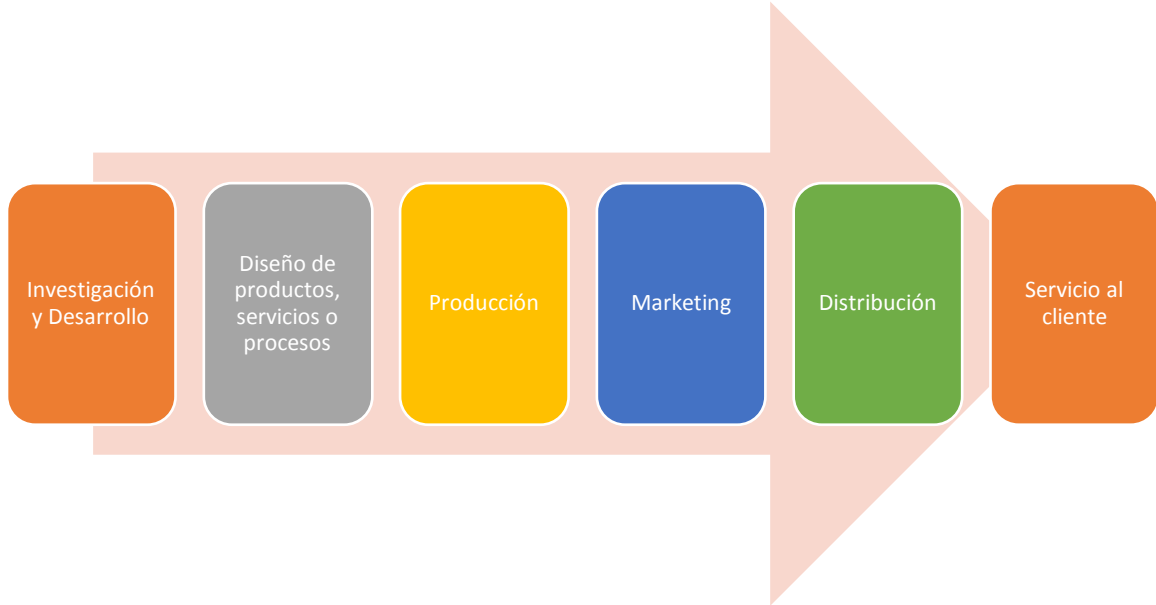 Investigación
y Desarrollo
Diseño de
productos,
servicios o
procesos
Producción
Marketing
Distribución
Servicio al
cliente